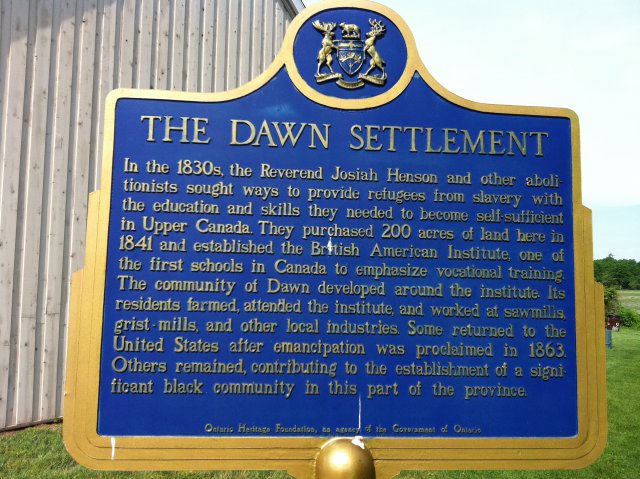 THE DAWN SETTLEMENT
In the 1830s, the Reverend Josiah Henson and other aboli-
tionists sought ways to provide refugees from slavery with
the education and skills they needed to become self-sufficient
in Upper Canada. They purchased 200 acres of land here in
1841 and established the British American Institute, one of
the first schools in Canada to emphasize vocational training.
The community of Dawn developed around the institute. Its
residents farmed, attended the institute, and worked at sawmills,
grist-mills, and other local industries. Some returned to the
United States after emancipation was proclaimed in 1863.
Others remained, contributing to the establishment of a signi-
ficant black community in this part of the province.
Ontario Heritage Foundation, an agency of the Government of Ontario